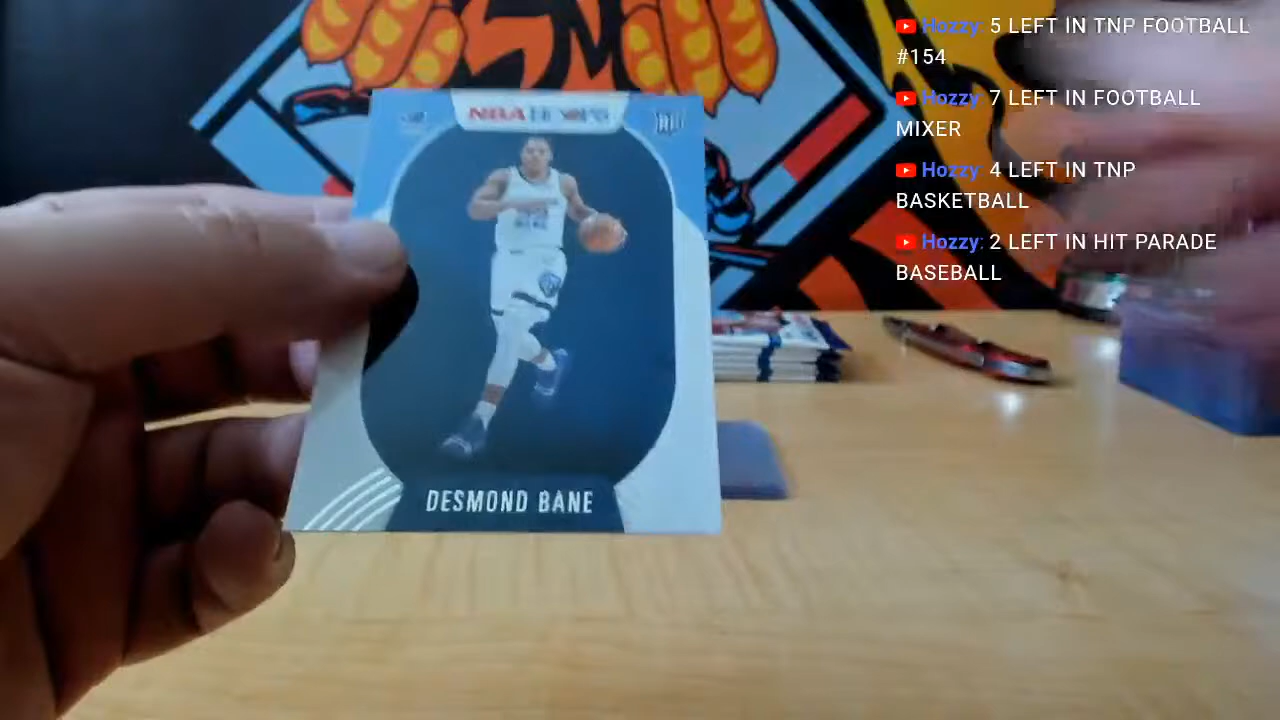 Hozzy: 5 LEFT IN TNP FOOTBALL
#154
Hozzy: 7 LEFT IN FOOTBALL
MIXER
Hozzy: 4 LEFT IN TNP
BASKETBALL
Hozzy: 2 LEFT IN HIT PARADE
BASEBALL
NBA HOOPS
DESMOND BANE